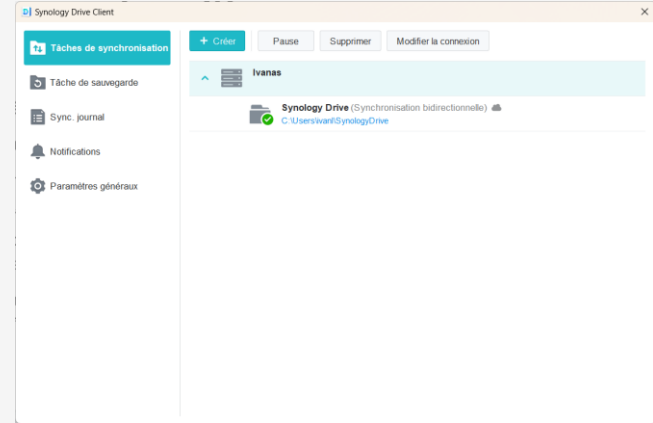 Synology Drive Client
Tâches de synchronisation
Tâche de sauvegarde
Sync. journal
Notifications
Paramètres généraux
+ Créer Pause Supprimer Modifier la connexion
Ivanas
Synology Drive (Synchronisation bidirectionnelle)
C:\Users\ivani\SynologyDrive